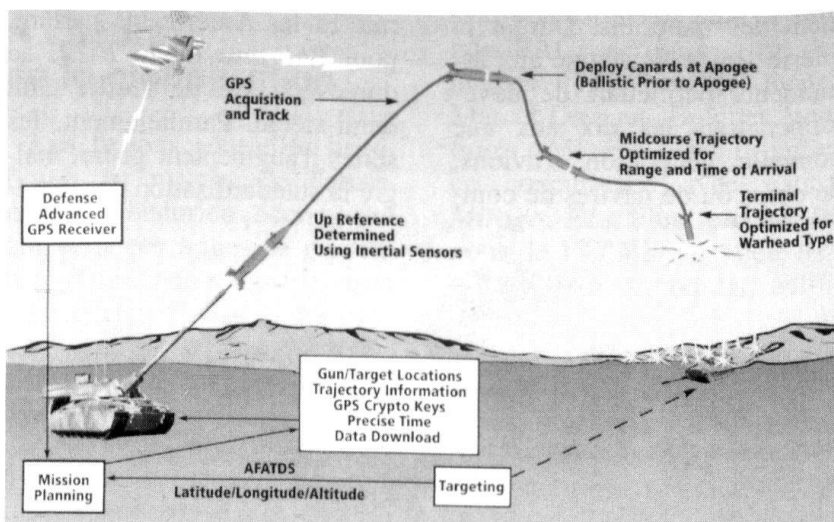 GPS
Acquisition
and Track
Deploy Canards at Apogee
(Ballistic Prior to Apogee)
Midcourse Trajectory
Optimized for
Range and Time of Arrival
Defense
Advanced
GPS Receiver
Up Reference
Determined
Using Inertial Sensors
Terminal
Trajectory
Optimized for
Warhead Type
Gun/Target Locations
Trajectory Information
GPS Crypto Keys
Precise Time
Data Download
Mission
Planning
AFATDS
Latitude/Longitude/Altitude
Targeting